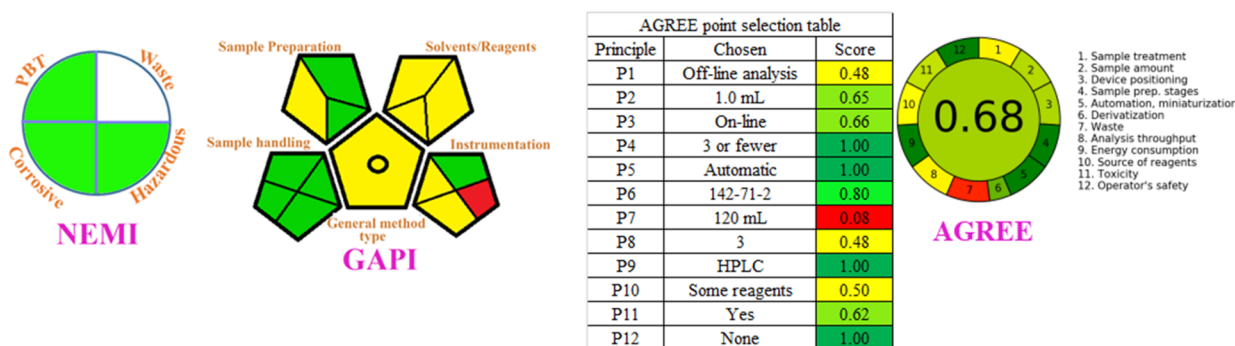 PBT
Waste
Corrosive
Hazardous
NEMI
Sample Preparation
Solvents/Reagents
Sample handling
Instrumentation
General method
type
GAPI
AGREE point selection table
Principle Chosen Score
P1 Off-line analysis 0.48
P2 1.0 mL 0.65
P3 On-line 0.66
P4 3 or fewer 1.00
P5 Automatic 1.00
P6 142-71-2 0.80
P7 120 mL 0.08
P8 3 0.48
P9 HPLC 1.00
P10 Some reagents 0.50
P11 Yes 0.62
P12 None 1.00
12
1
2
3
4
5
6
7
8
9
10
11
0.68
AGREE
1. Sample treatment
2. Sample amount
3. Device positioning
4. Sample prep. stages
5. Automation, miniaturization
6. Derivatization
7. Waste
8. Analysis throughput
9. Energy consumption
10. Source of reagents
11. Toxicity
12. Operator's safety